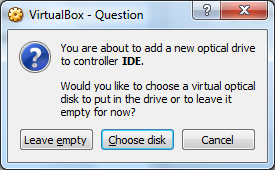 VirtualBox - Question
You are about to add a new optical drive
to controller IDE.
Would you like to choose a virtual optical
disk to put in the drive or to leave it
empty for now?
Leave empty Choose disk Cancel